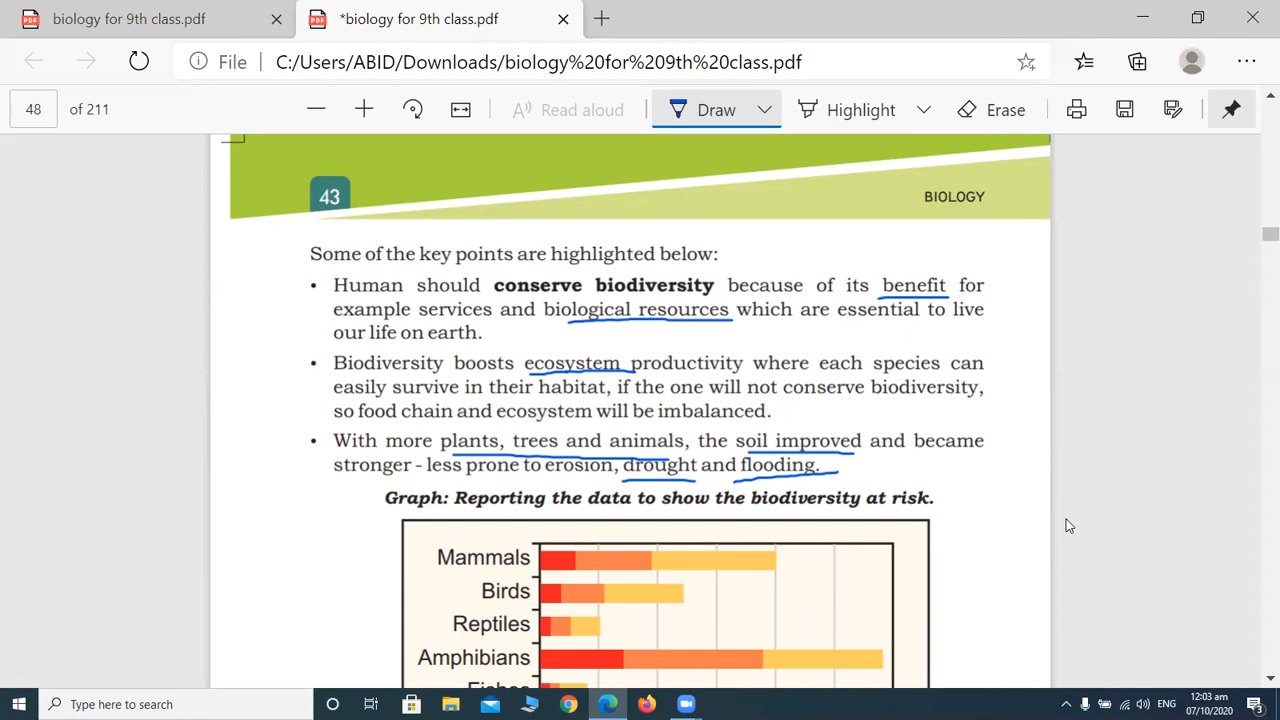 biology for 9th class.pdf
*biology for 9th class.pdf
File
C:/Users/ABID/Downloads/biology%20for%209th%20class.pdf
48 of 211
Read aloud
Draw
Highlight
Erase
43
BIOLOGY
Some of the key points are highlighted below:
• Human should conserve biodiversity because of its benefit for
example services and biological resources which are essential to live
our life on earth.
• Biodiversity boosts ecosystem productivity where each species can
easily survive in their habitat, if the one will not conserve biodiversity,
so food chain and ecosystem will be imbalanced.
• With more plants, trees and animals, the soil improved and became
stronger - less prone to erosion, drought and flooding.
Graph: Reporting the data to show the biodiversity at risk.
Mammals
Birds
Reptiles
Amphibians
Fishes
Type here to search
ENG
12:03 am
07/10/2020
3